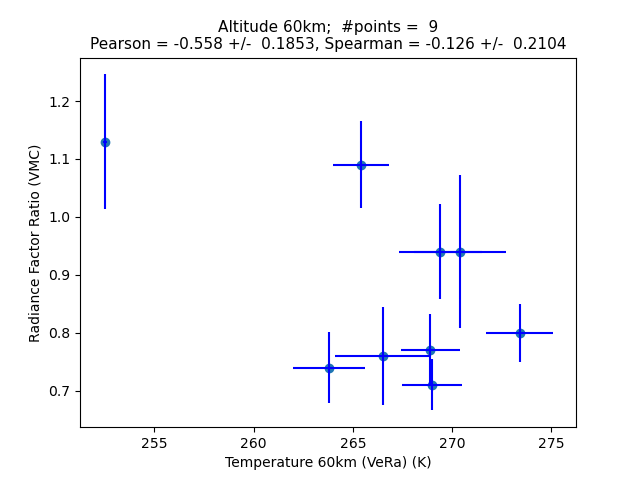 Altitude 60km;  #points =  9
Pearson = -0.558 +/-  0.1853, Spearman = -0.126 +/-  0.2104
1.2
1.1
1.0
0.9
0.8
0.7
Radiance Factor Ratio (VMC)
255
260
265
270
275
Temperature 60km (VeRa) (K)